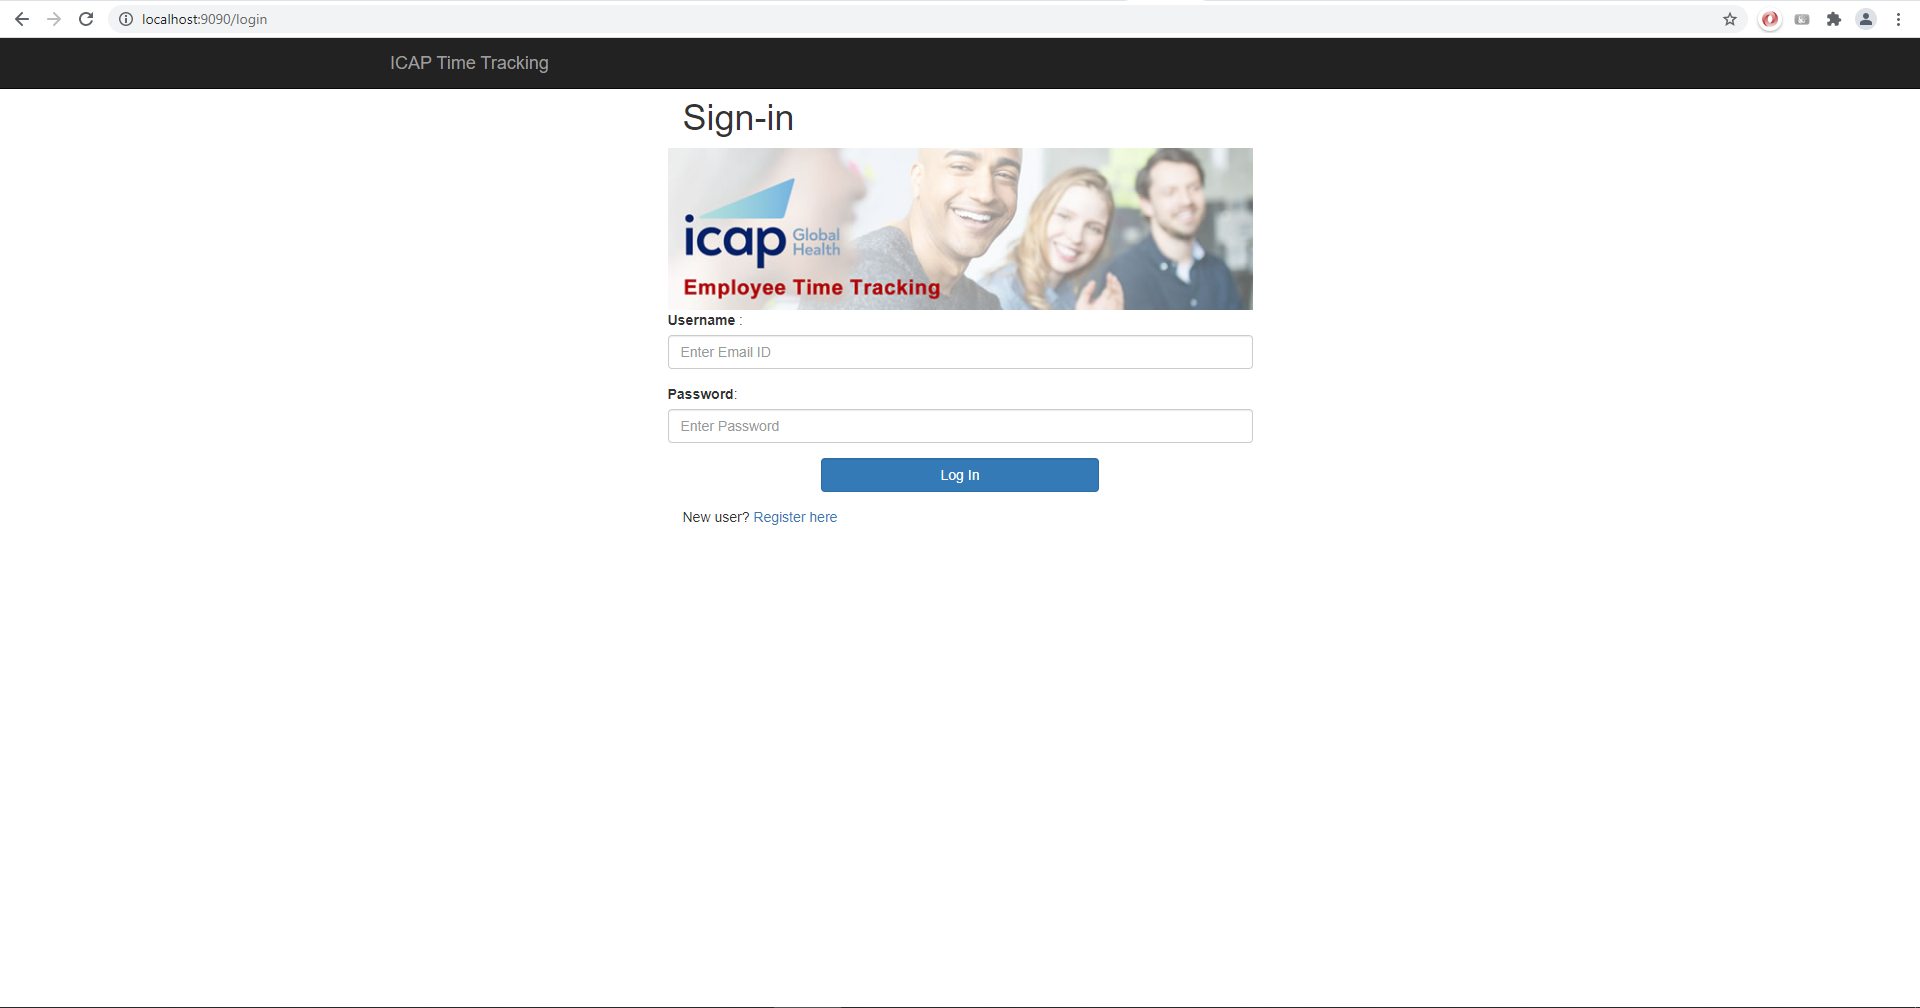 localhost:9090/login
ICAP Time Tracking
Sign-in
icap Global Health
Employee Time Tracking
Username :
Enter Email ID
Password:
Enter Password
Log In
New user? Register here